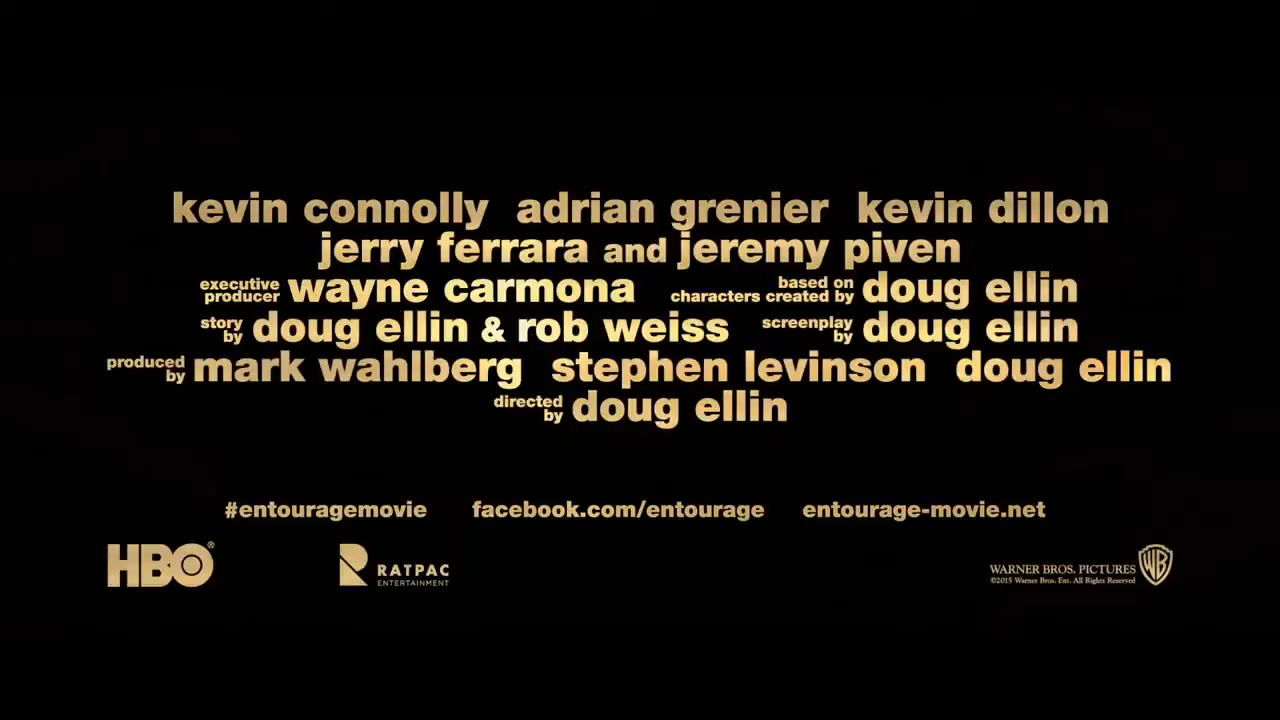 kevin connolly adrian grenier kevin dillon
jerry ferrara and jeremy piven
executive producer wayne carmona based on characters created by doug ellin
story by doug ellin & rob weiss screenplay by doug ellin
produced by mark wahlberg stephen levinson doug ellin
directed by doug ellin
#entouragemovie facebook.com/entourage entourage-movie.net
HBO® RATPAC ENTERTAINMENT WARNER BROS. PICTURES WB
©2015 Warner Bros. Ent. All Rights Reserved